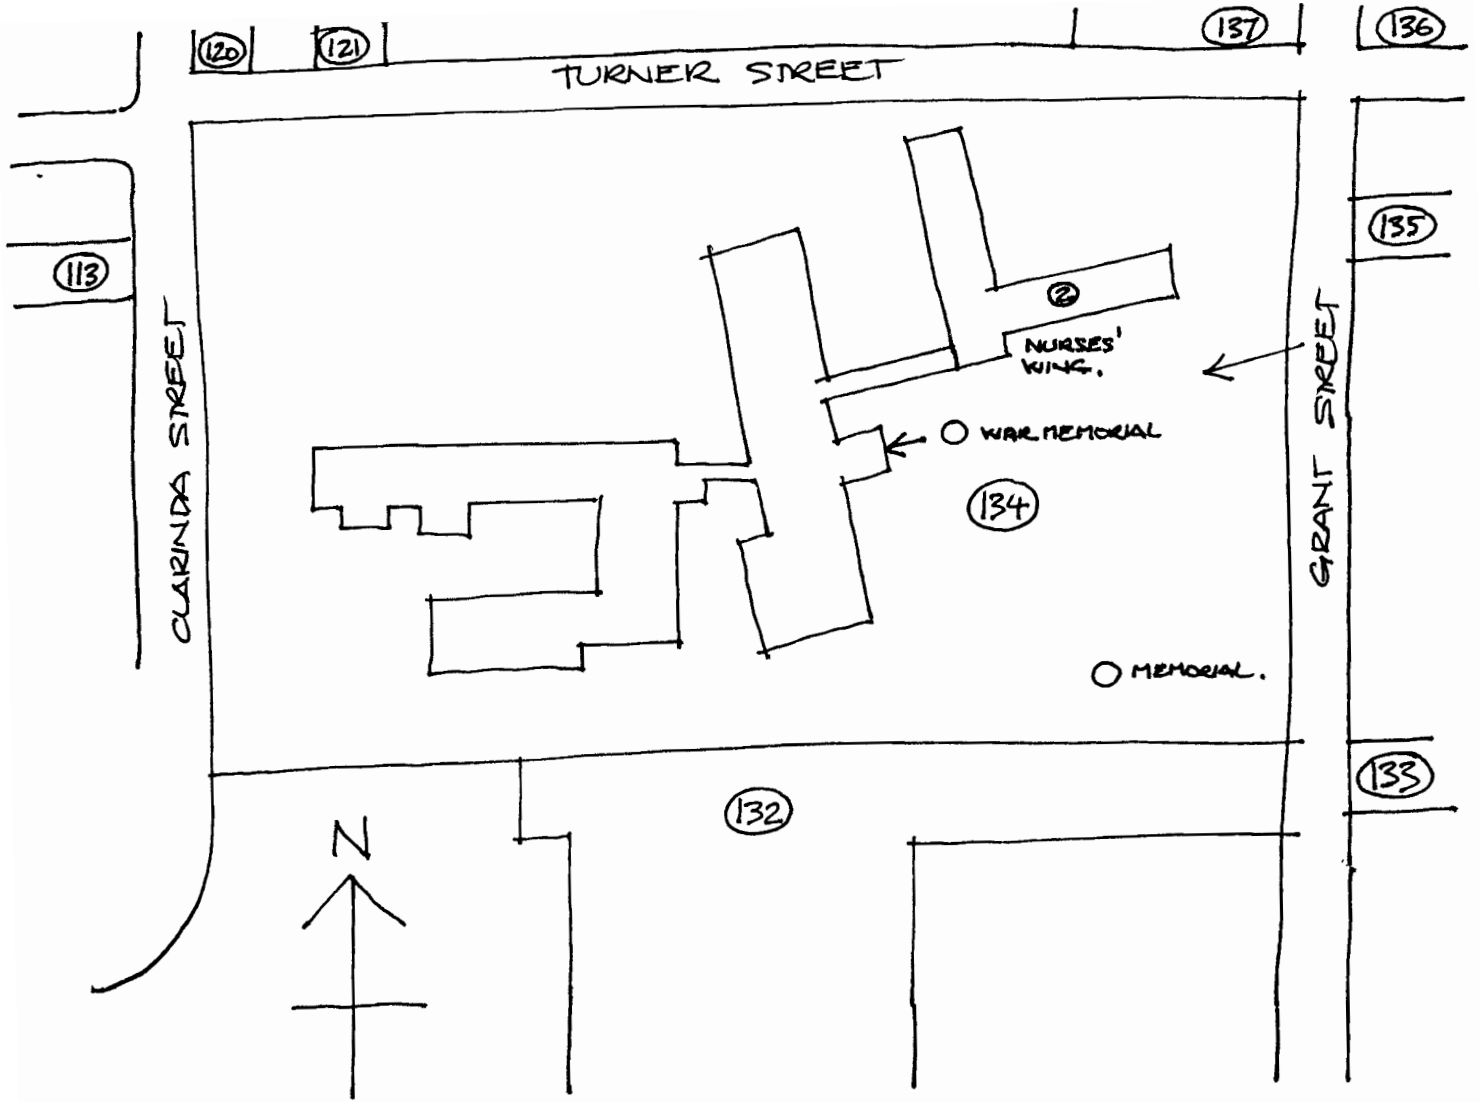 120
121
137
136
TURNER STREET
135
113
2
NURSES'
WING.
CLARINDA STREET
GRANT STREET
WAR MEMORIAL
134
MEMORIAL.
133
132
N